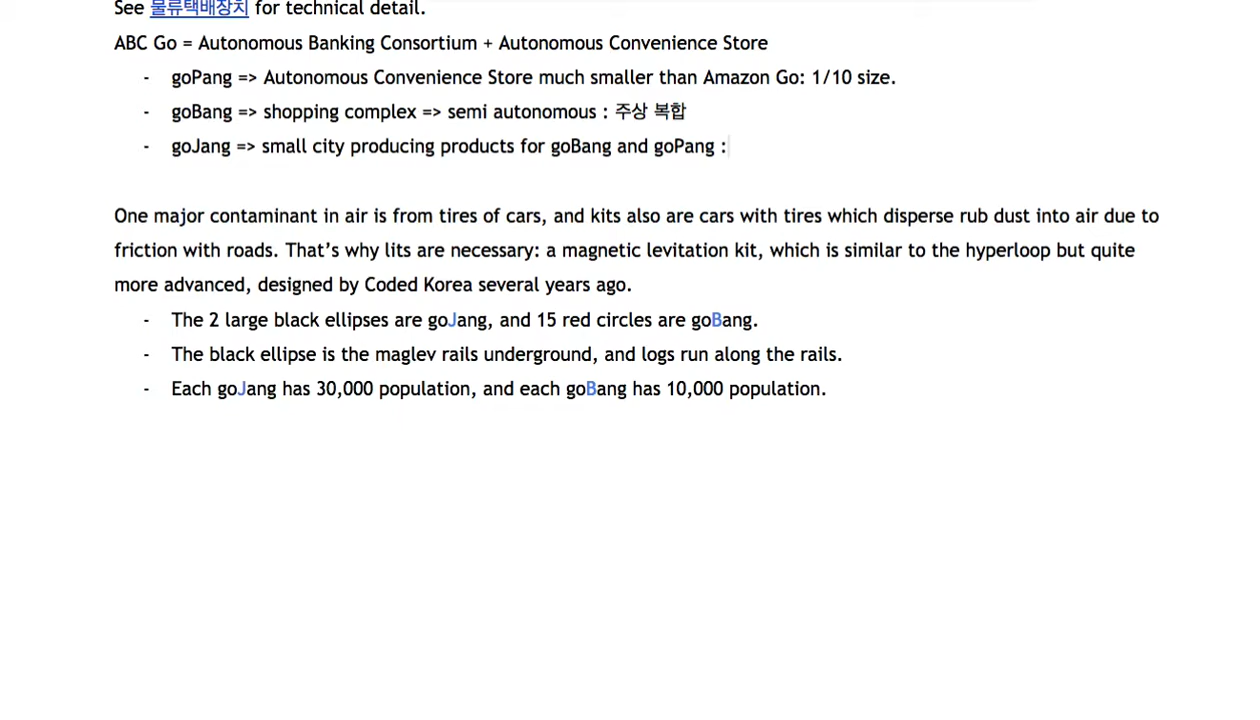 See 물류택배장치 for technical detail.
ABC Go = Autonomous Banking Consortium + Autonomous Convenience Store
- goPang => Autonomous Convenience Store much smaller than Amazon Go: 1/10 size.
- goBang => shopping complex => semi autonomous : 주상 복합
- goJang => small city producing products for goBang and goPang :
One major contaminant in air is from tires of cars, and kits also are cars with tires which disperse rub dust into air due to
friction with roads. That’s why lits are necessary: a magnetic levitation kit, which is similar to the hyperloop but quite
more advanced, designed by Coded Korea several years ago.
- The 2 large black ellipses are goJang, and 15 red circles are goBang.
- The black ellipse is the maglev rails underground, and logs run along the rails.
- Each goJang has 30,000 population, and each goBang has 10,000 population.